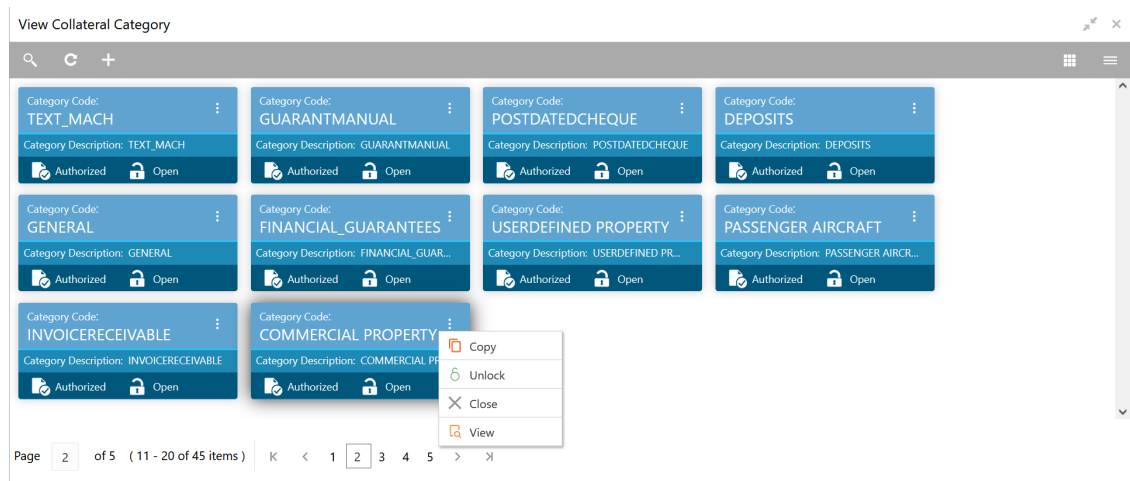 View Collateral Category
Category Code:
TEXT_MACH
Category Description: TEXT_MACH
Authorized Open
Category Code:
GUARANTMANUAL
Category Description: GUARANTMANUAL
Authorized Open
Category Code:
POSTDATEDCHEQUE
Category Description: POSTDATEDCHEQUE
Authorized Open
Category Code:
DEPOSITS
Category Description: DEPOSITS
Authorized Open
Category Code:
GENERAL
Category Description: GENERAL
Authorized Open
Category Code:
FINANCIAL_GUARANTEES
Category Description: FINANCIAL_GUAR...
Authorized Open
Category Code:
USERDEFINED PROPERTY
Category Description: USERDEFINED PR...
Authorized Open
Category Code:
PASSENGER AIRCRAFT
Category Description: PASSENGER AIRCR...
Authorized Open
Category Code:
INVOICERECEIVABLE
Category Description: INVOICERECEIVABLE
Authorized Open
Category Code:
COMMERCIAL PROPERTY
Category Description: COMMERCIAL PR
Authorized Open
Copy
Unlock
Close
View
Page 2 of 5 ( 11 - 20 of 45 items ) 1 2 3 4 5